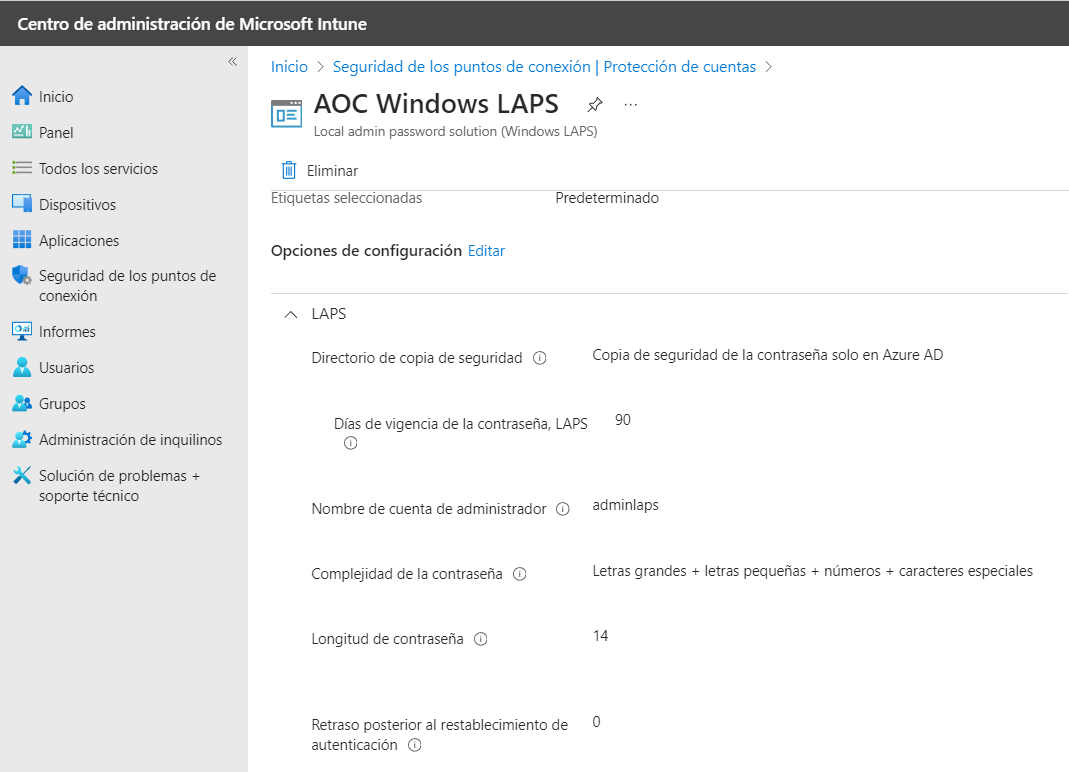 Centro de administración de Microsoft Intune
«
Inicio
Panel
Todos los servicios
Dispositivos
Aplicaciones
Seguridad de los puntos de
conexión
Informes
Usuarios
Grupos
Administración de inquilinos
Solución de problemas +
soporte técnico
Inicio > Seguridad de los puntos de conexión | Protección de cuentas >
AOC Windows LAPS ...
Local admin password solution (Windows LAPS)
Eliminar
Etiquetas seleccionadas Predeterminado
Opciones de configuración Editar
LAPS
Directorio de copia de seguridad Copia de seguridad de la contraseña solo en Azure AD
Días de vigencia de la contraseña, LAPS 90
Nombre de cuenta de administrador adminlaps
Complejidad de la contraseña Letras grandes + letras pequeñas + números + caracteres especiales
Longitud de contraseña 14
Retraso posterior al restablecimiento de 0
autenticación